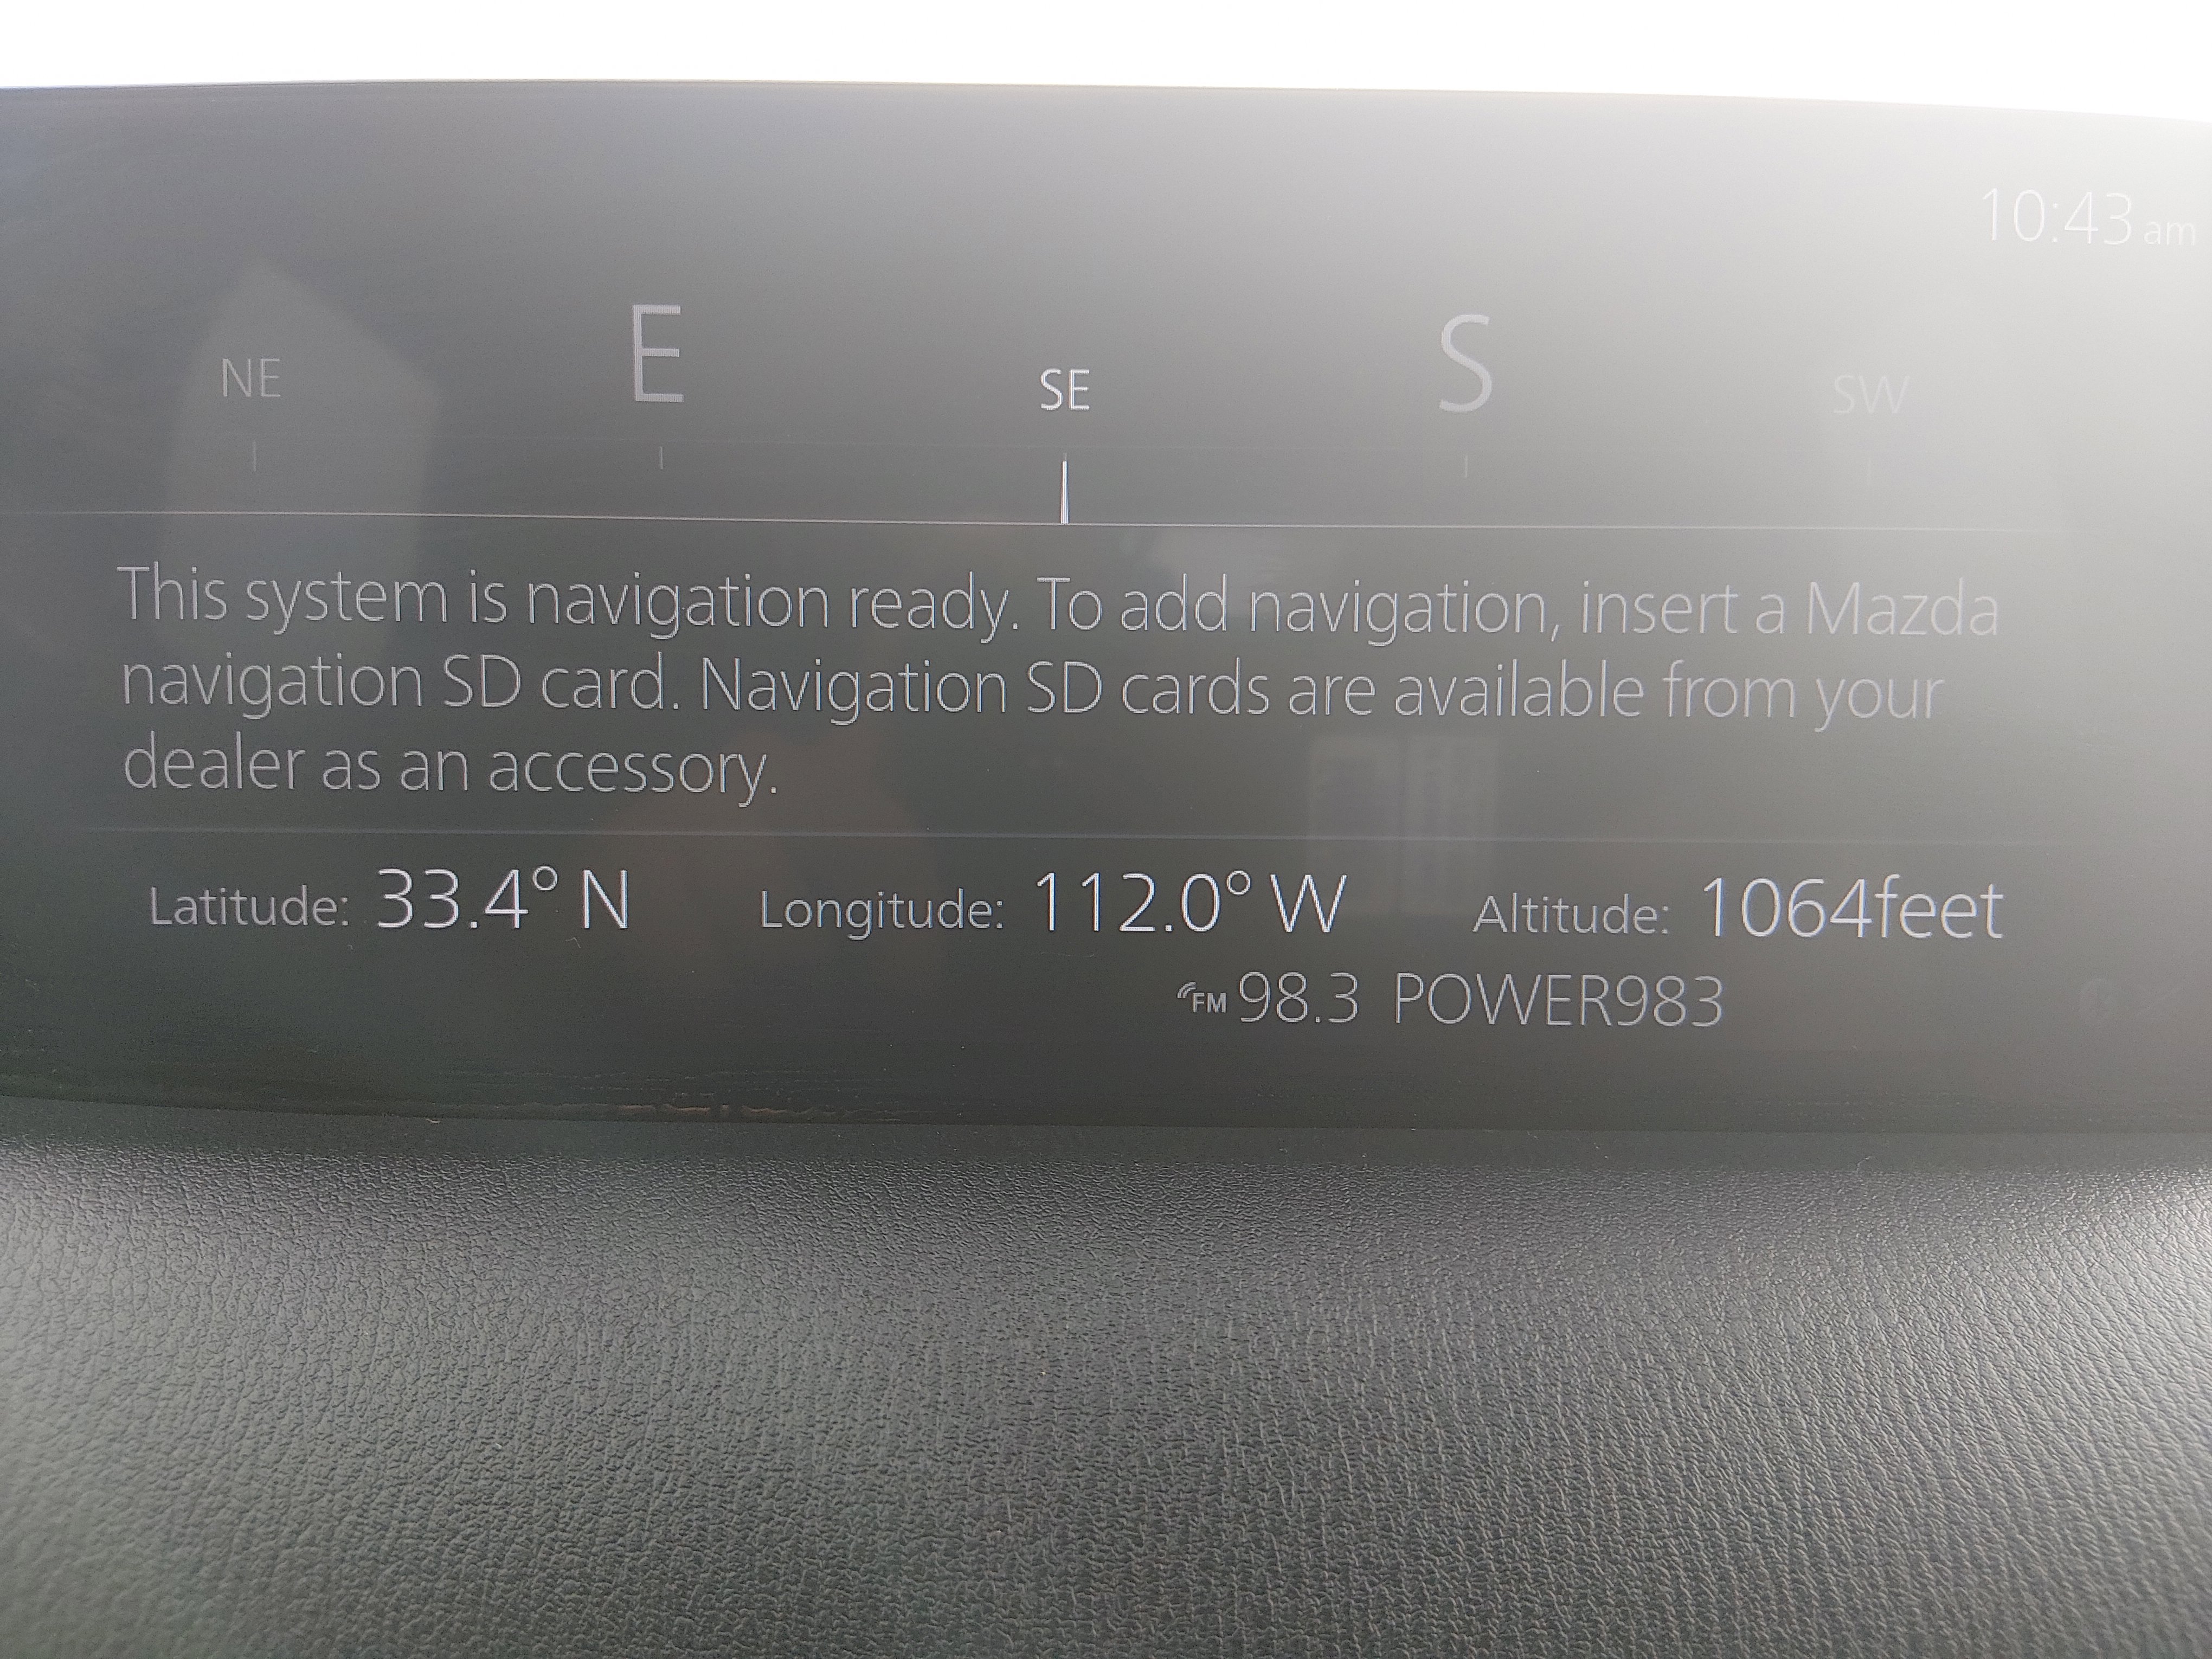 10:43 am
NE E SE S SW
This system is navigation ready. To add navigation, insert a Mazda
navigation SD card. Navigation SD cards are available from your
dealer as an accessory.
Latitude: 33.4° N Longitude: 112.0° W Altitude: 1064feet
FM 98.3 POWER983